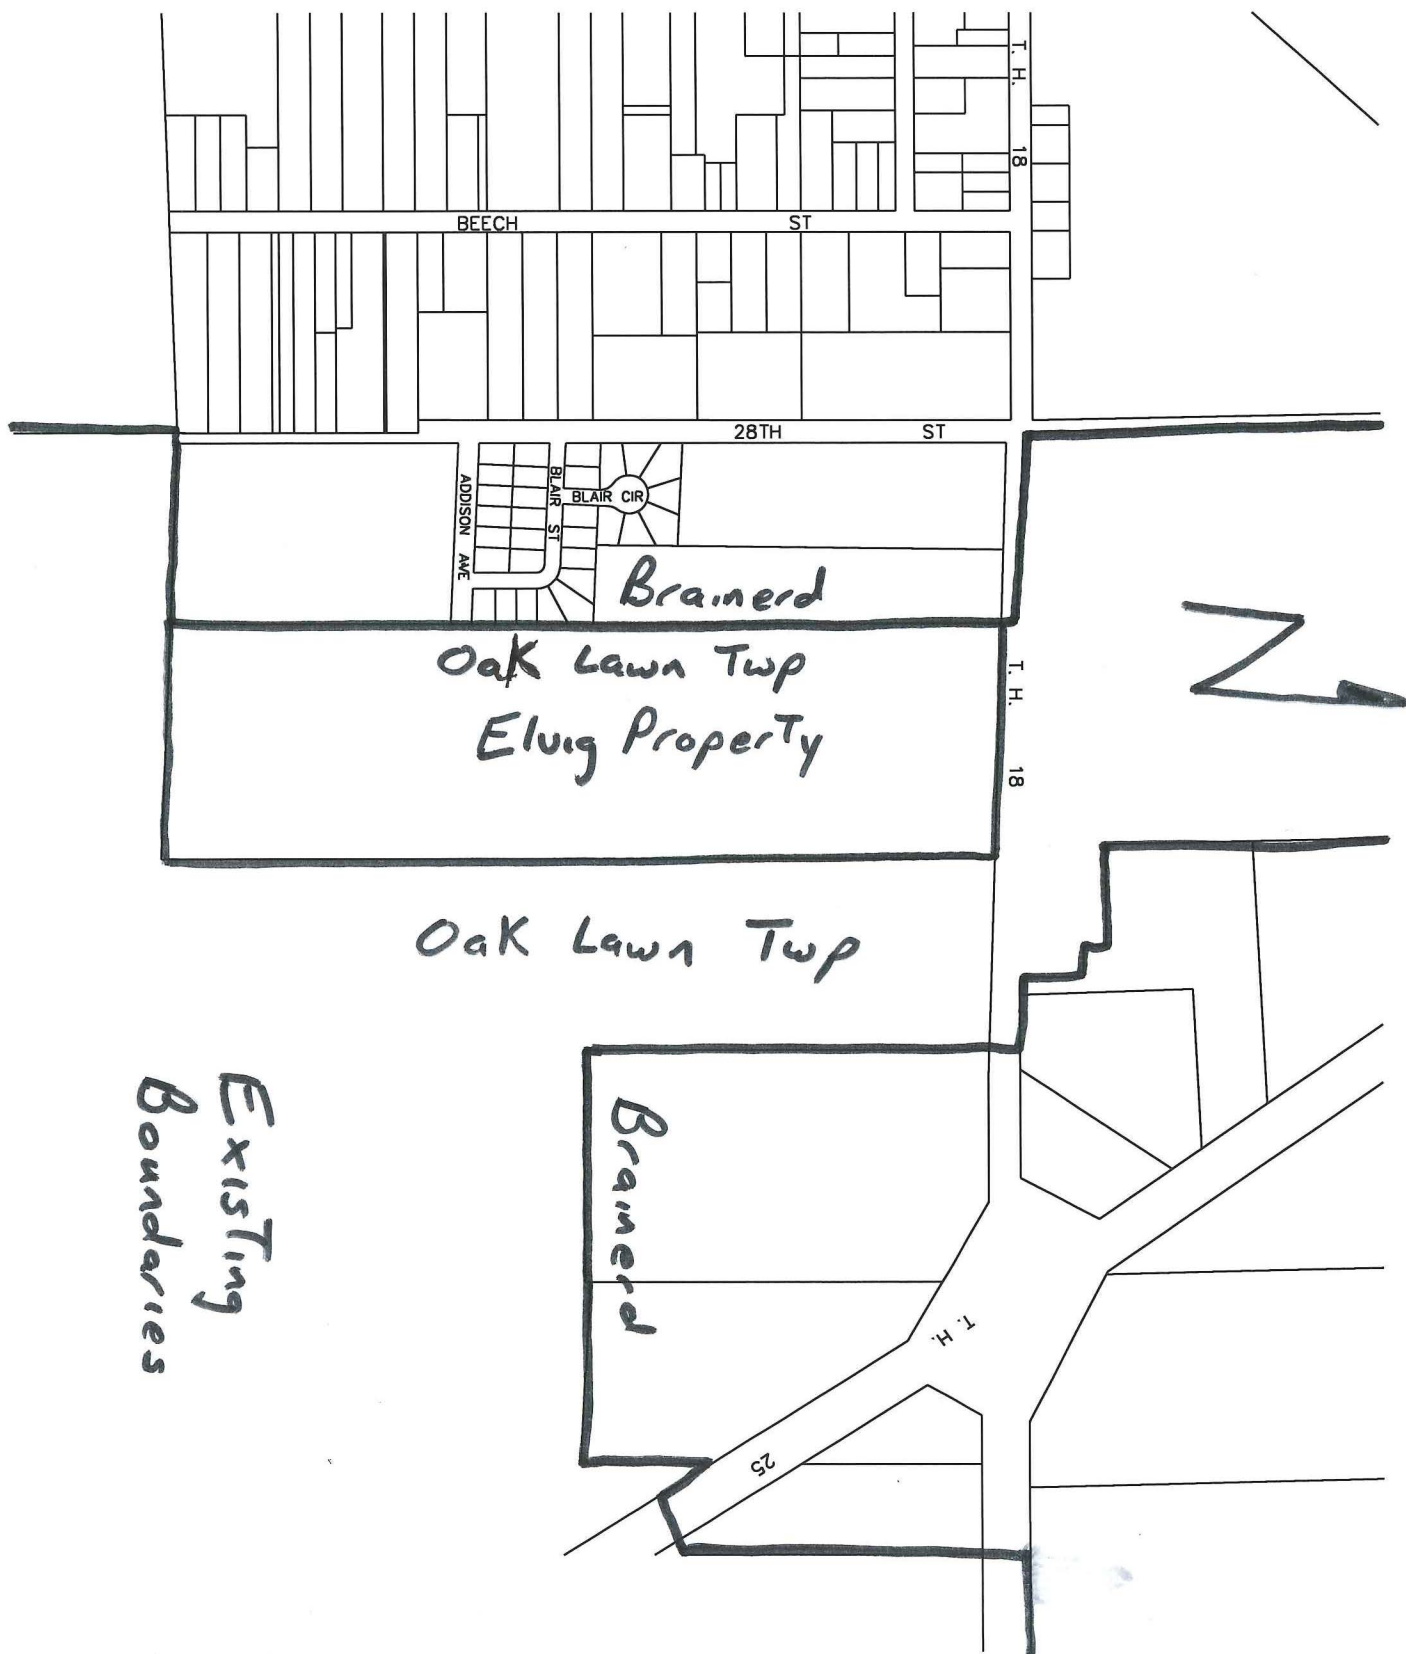 T. H. 18
BEECH ST
28TH ST
BLAIR ST
BLAIR CIR
ADDISON AVE
Brainerd
Oak Lawn Twp
T. H. 18
Elvig Property
Oak Lawn Twp
Brainerd
Existing
Boundaries
T. H. 25
N